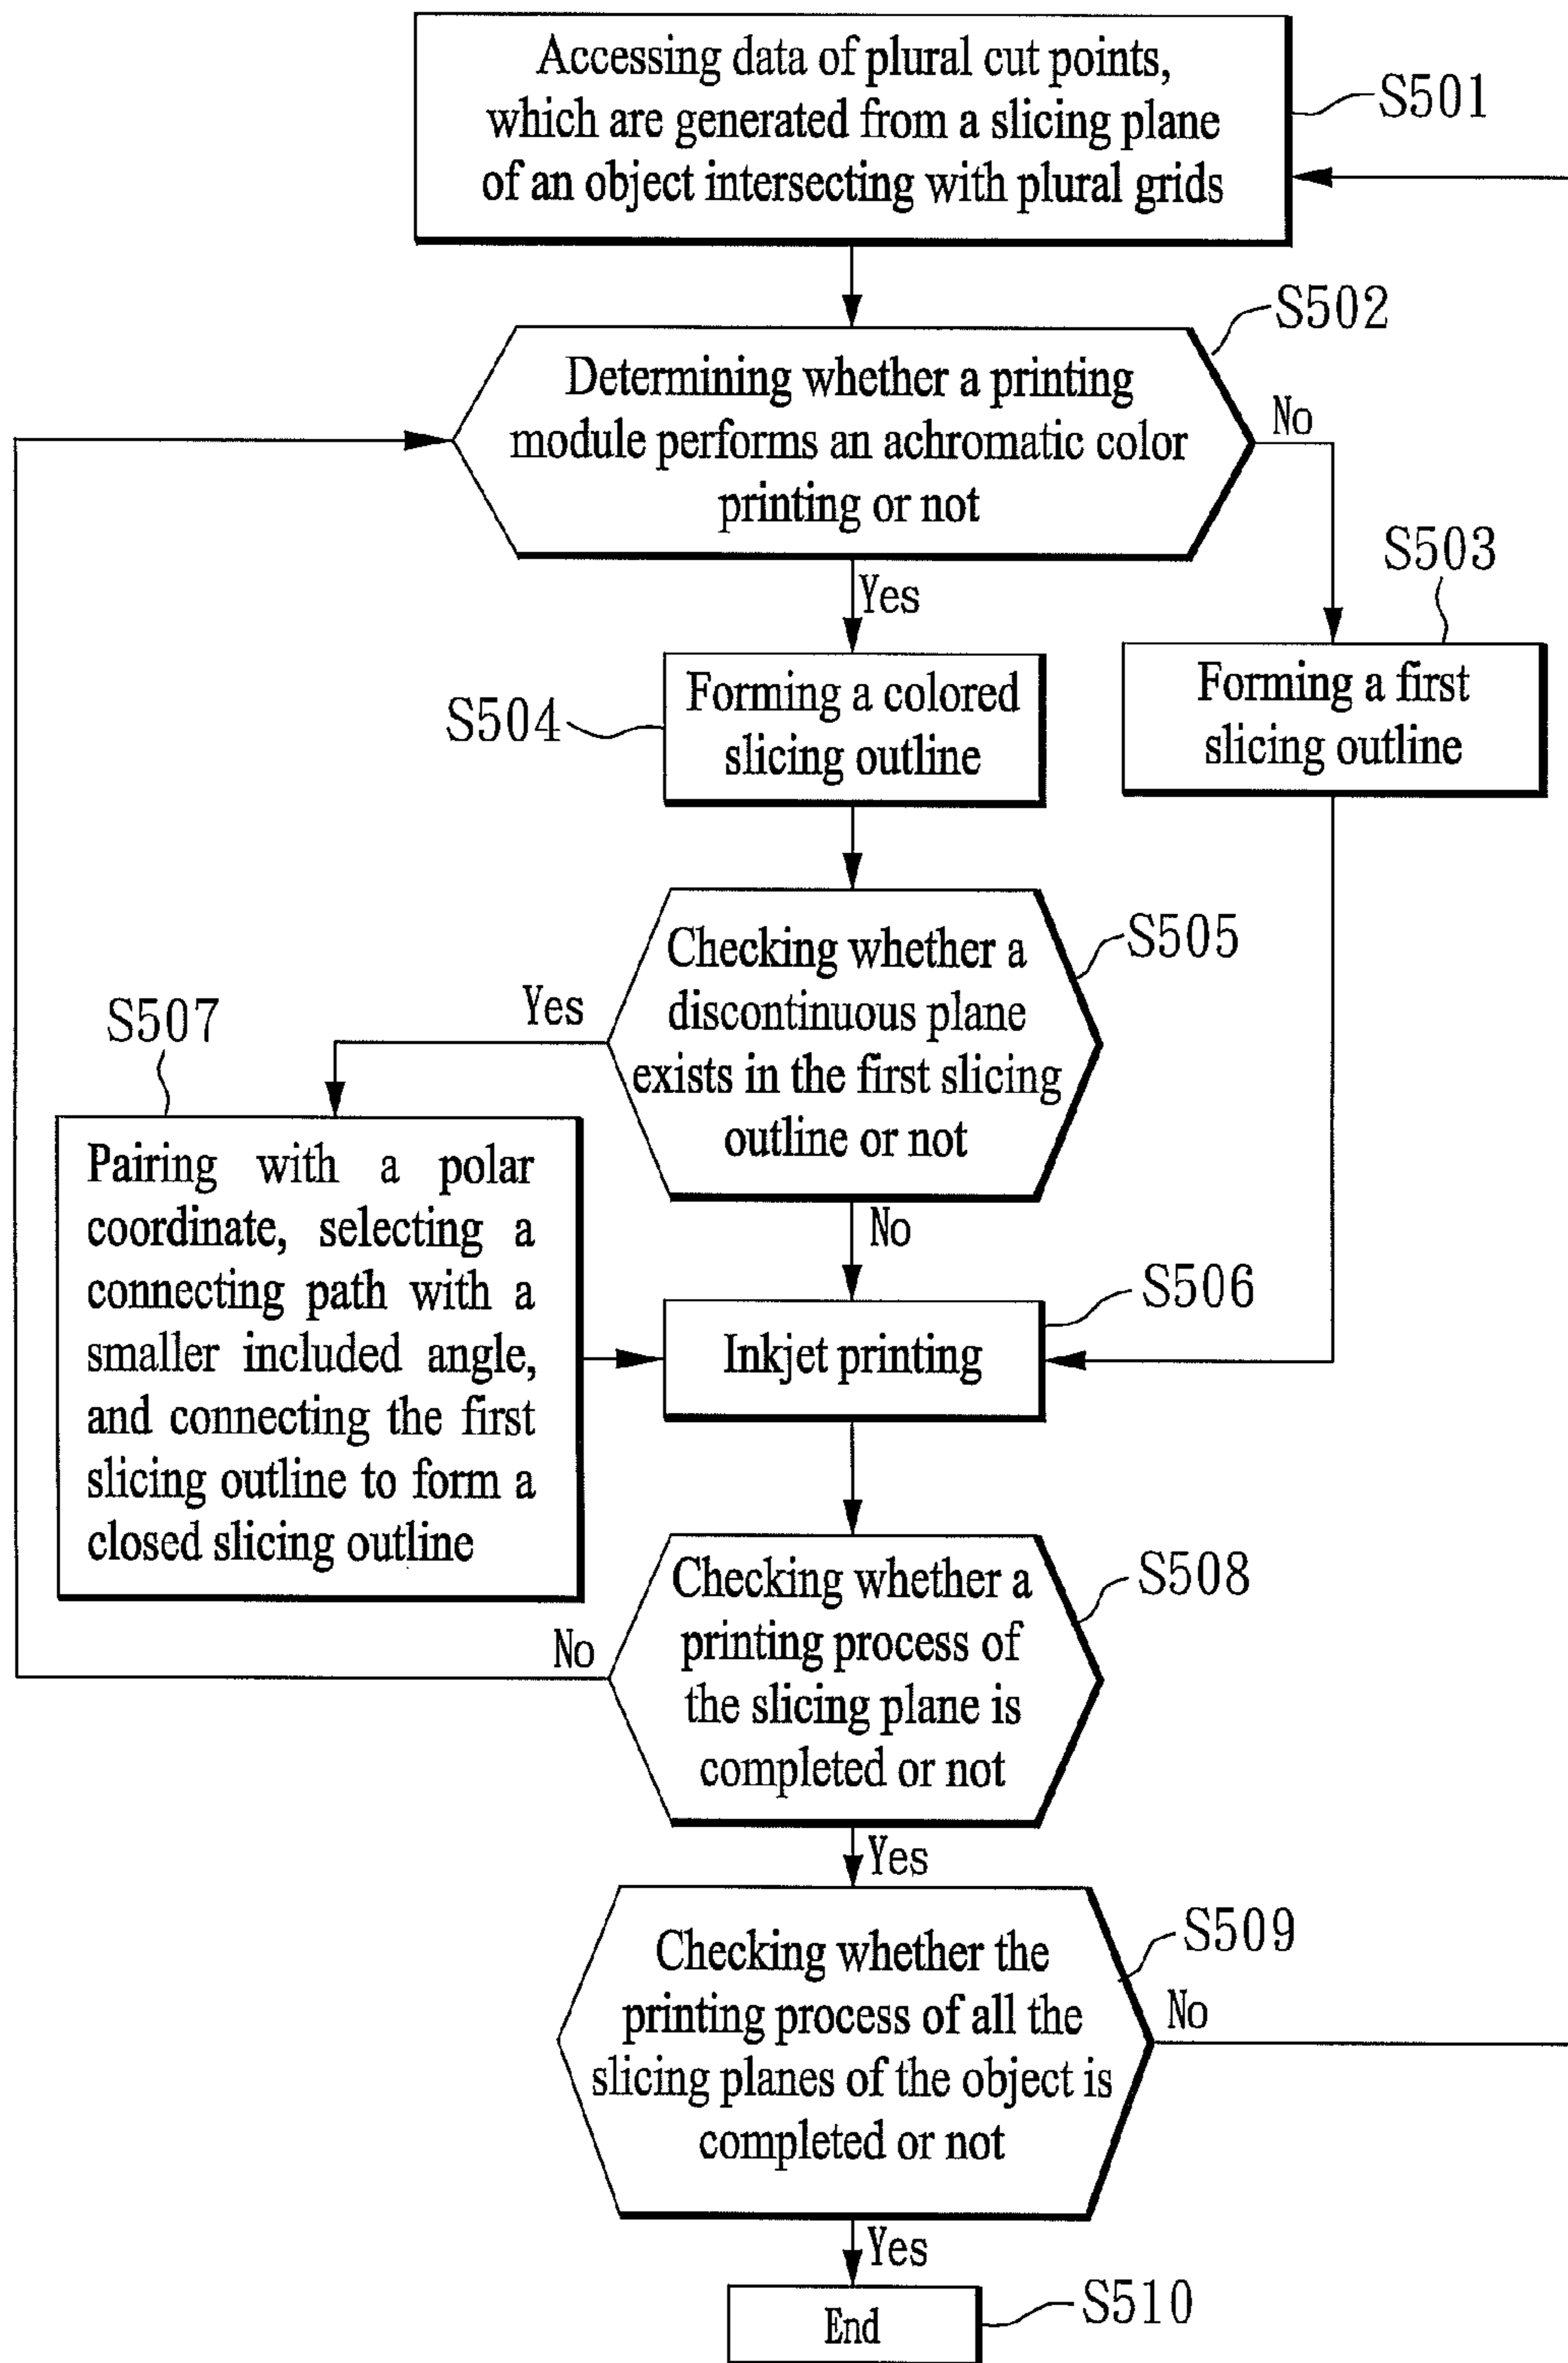 Accessing data of plural cut points,
which are generated from a slicing plane
of an object intersecting with plural grids
S501
S502
Determining whether a printing
module performs an achromatic color
printing or not
No
Yes
S503
Forming a first
slicing outline
S504
Forming a colored
slicing outline
S505
Checking whether a
discontinuous plane
exists in the first slicing
outline or not
Yes
No
S507
Pairing with a polar
coordinate, selecting a
connecting path with a
smaller included angle,
and connecting the first
slicing outline to form a
closed slicing outline
S506
Inkjet printing
S508
Checking whether a
printing process of
the slicing plane is
completed or not
No
Yes
S509
Checking whether the
printing process of all the
slicing planes of the object is
completed or not
No
Yes
End
S510